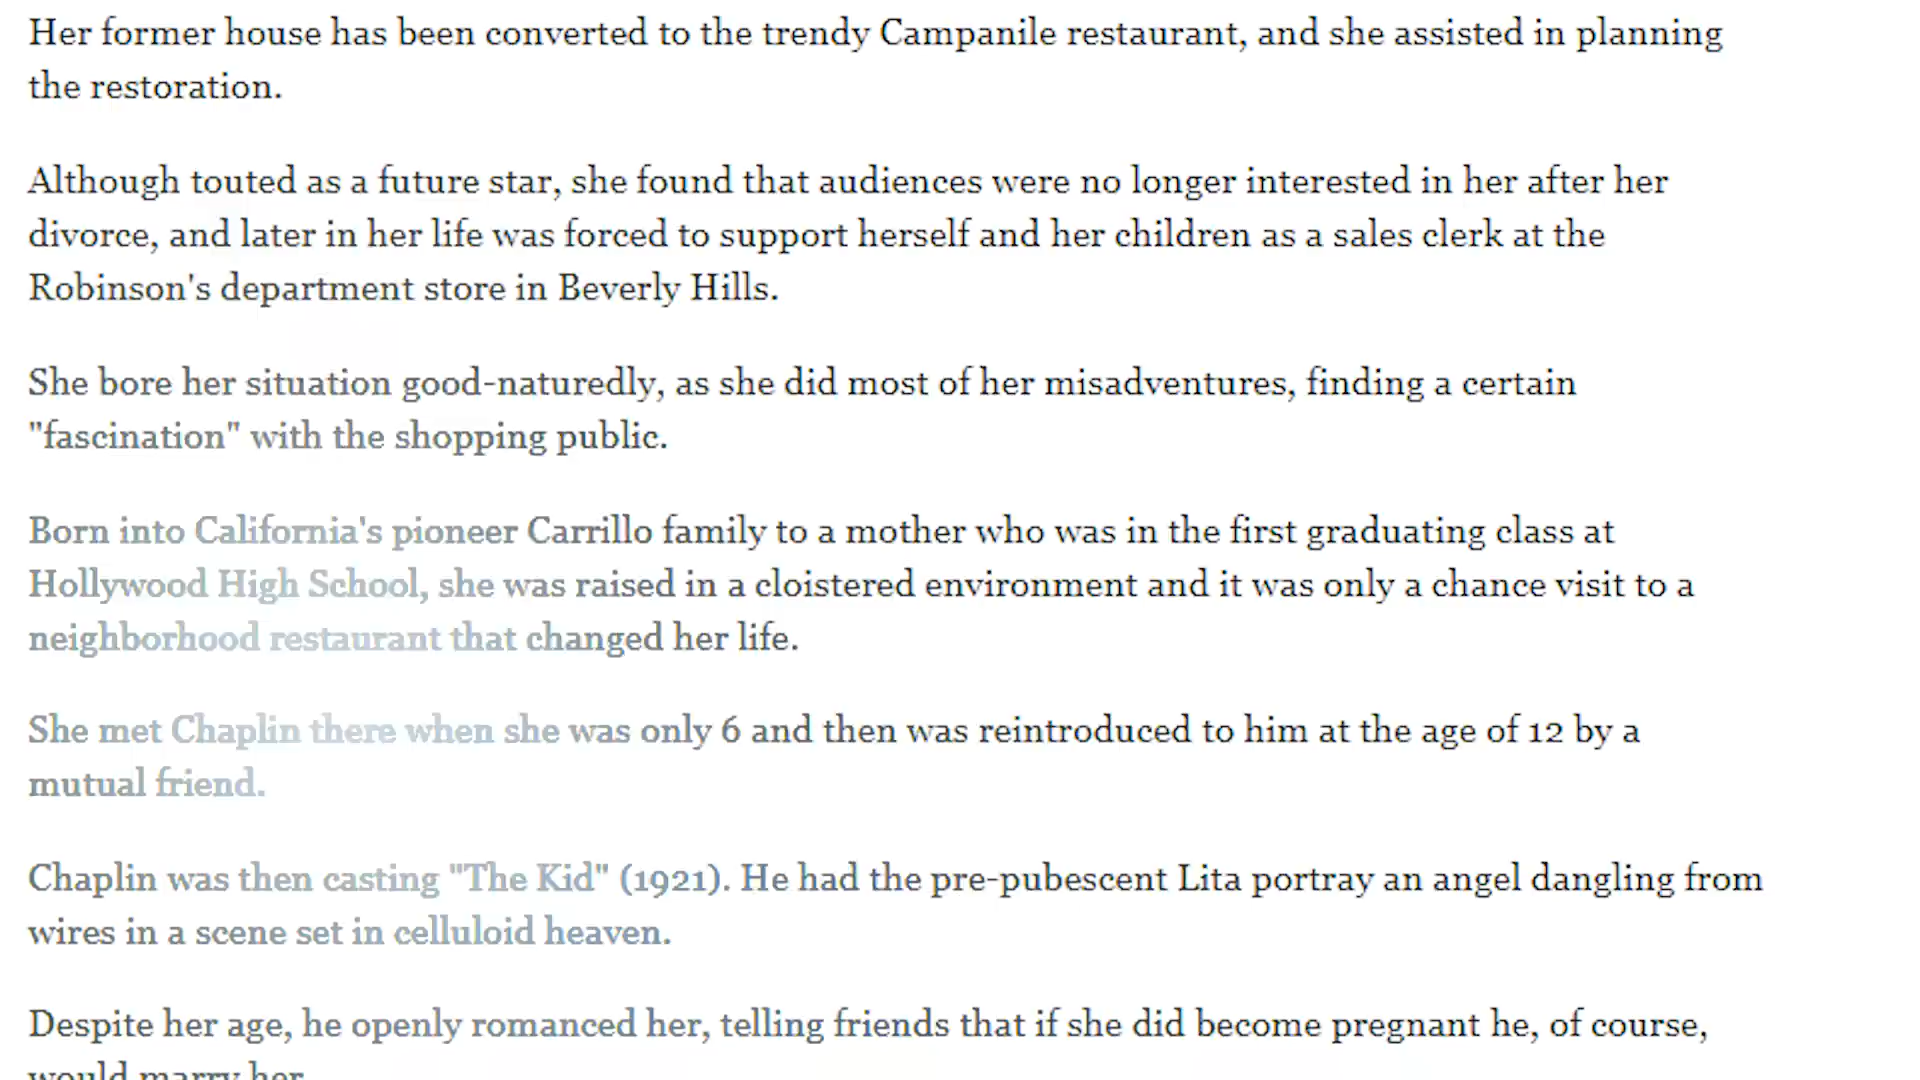 Her former house has been converted to the trendy Campanile restaurant, and she assisted in planning
the restoration.
Although touted as a future star, she found that audiences were no longer interested in her after her
divorce, and later in her life was forced to support herself and her children as a sales clerk at the
Robinson's department store in Beverly Hills.
She bore her situation good-naturedly, as she did most of her misadventures, finding a certain
"fascination" with the shopping public.
Born into California's pioneer Carrillo family to a mother who was in the first graduating class at
Hollywood High School, she was raised in a cloistered environment and it was only a chance visit to a
neighborhood restaurant that changed her life.
She met Chaplin there when she was only 6 and then was reintroduced to him at the age of 12 by a
mutual friend.
Chaplin was then casting "The Kid" (1921). He had the pre-pubescent Lita portray an angel dangling from
wires in a scene set in celluloid heaven.
Despite her age, he openly romanced her, telling friends that if she did become pregnant he, of course,
would marry her.